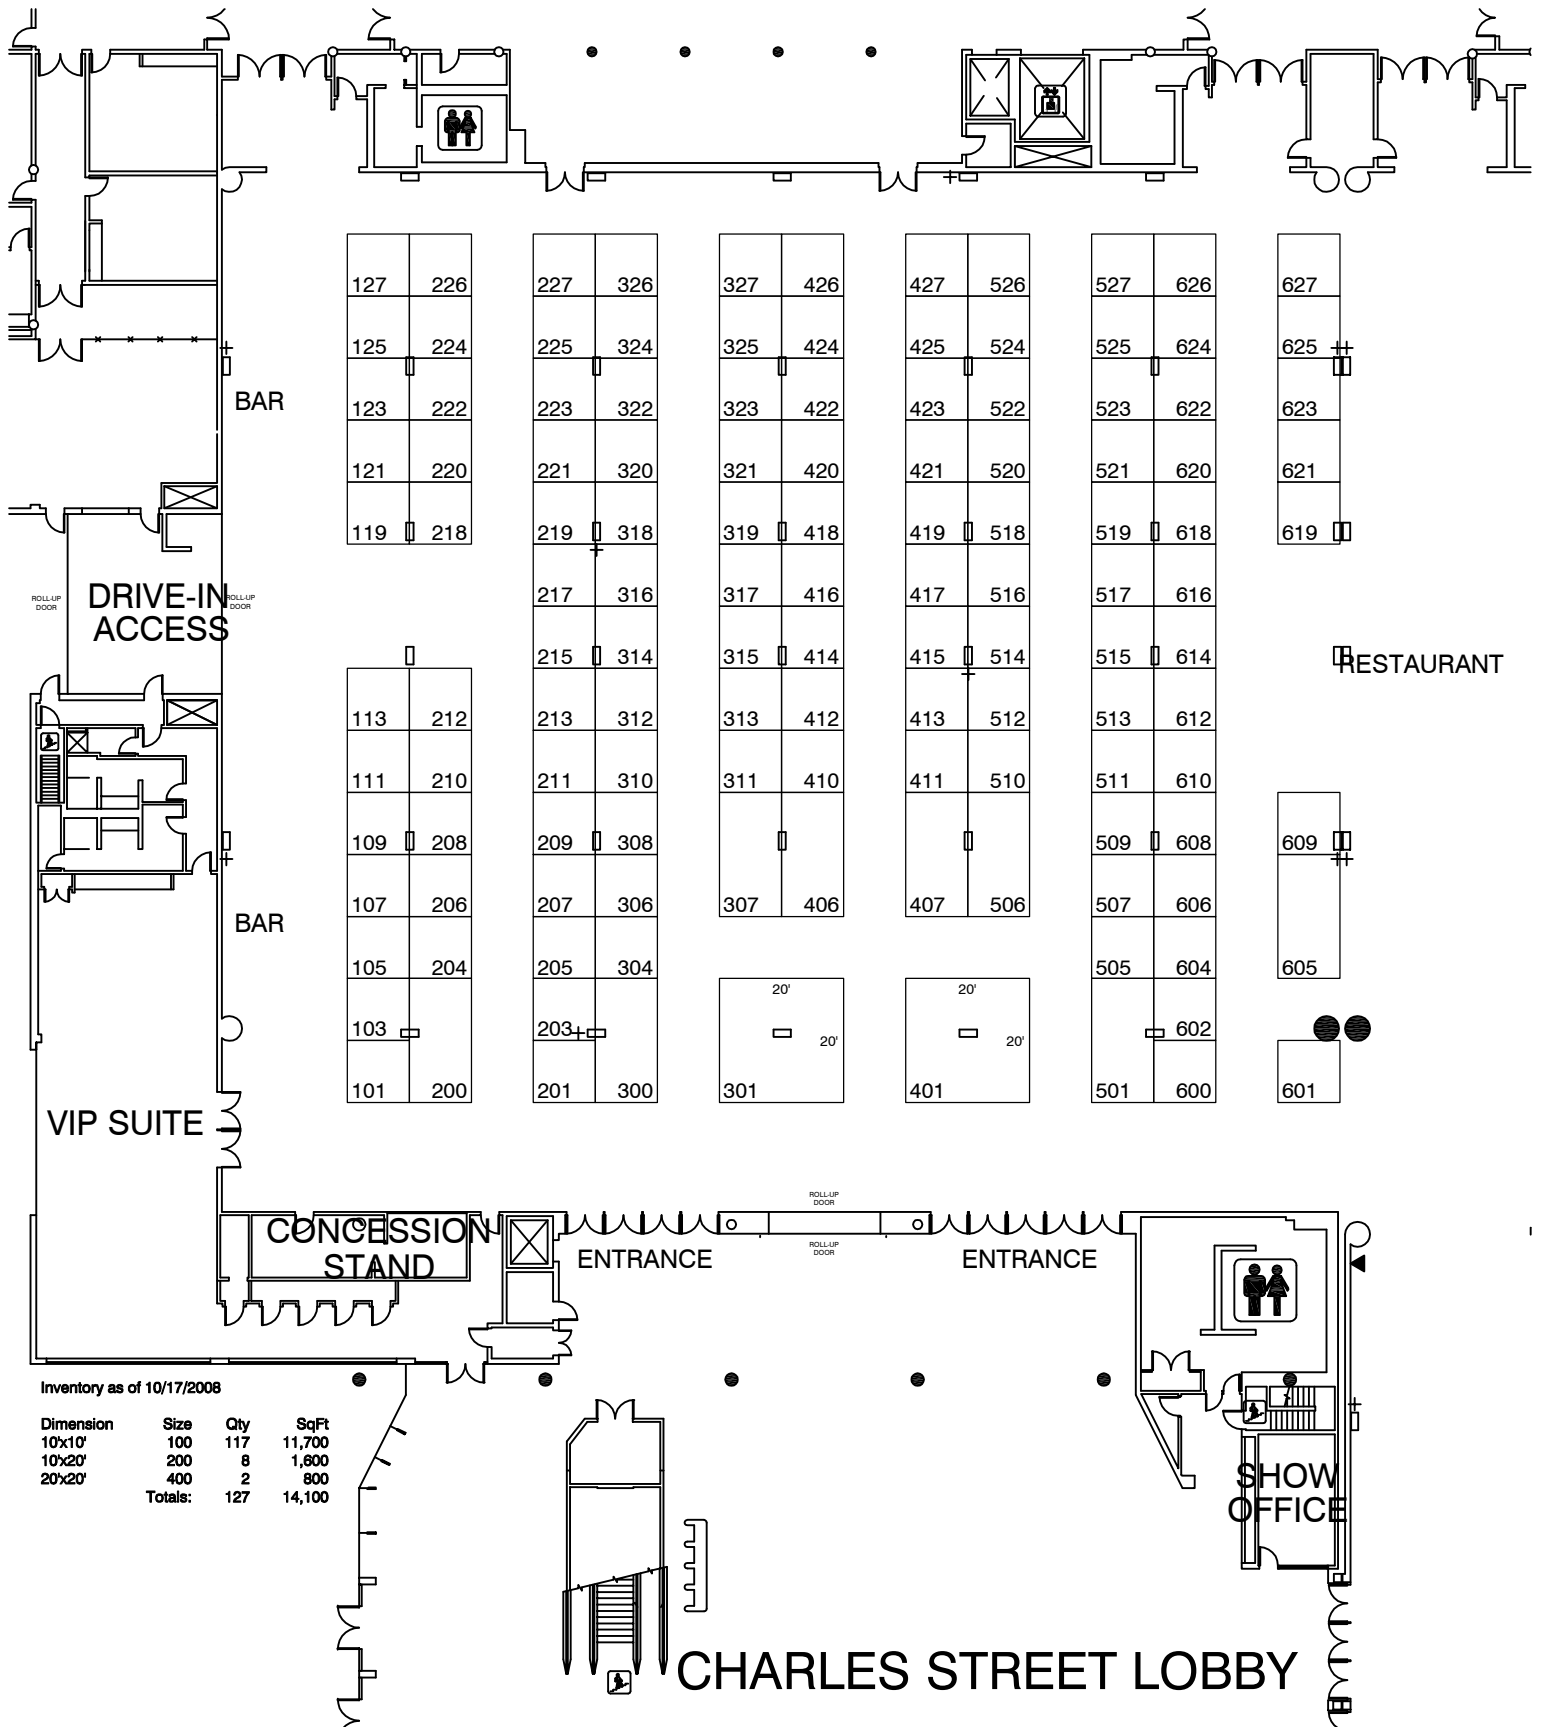 127 226 227 326 327 426 427 526 527 626 627
125 224 225 324 325 424 425 524 525 624 625
BAR
123 222 223 322 323 422 423 522 523 622 623
121 220 221 320 321 420 421 520 521 620 621
119 218 219 318 319 418 419 518 519 618 619
ROLL-UP
DOOR
DRIVE-IN
ACCESS
ROLL-UP
DOOR
217 316 317 416 417 516 517 616
215 314 315 414 415 514 515 614
RESTAURANT
113 212 213 312 313 412 413 512 513 612
111 210 211 310 311 410 411 510 511 610
109 208 209 308 509 608 609
107 206 207 306 307 406 407 506 507 606
BAR
105 204 205 304 505 604 605
20' 20'
103 203 602
20' 20'
101 200 201 300 301 401 501 600 601
VIP SUITE
ROLL-UP
DOOR
CONCESSION
STAND
ENTRANCE
ROLL-UP
DOOR
ENTRANCE
Inventory as of 10/17/2008
Dimension Size Qty SqFt
10'x10' 100 117 11,700
10'x20' 200 8 1,600
20'x20' 400 2 800
Totals: 127 14,100
SHOW
OFFICE
CHARLES STREET LOBBY